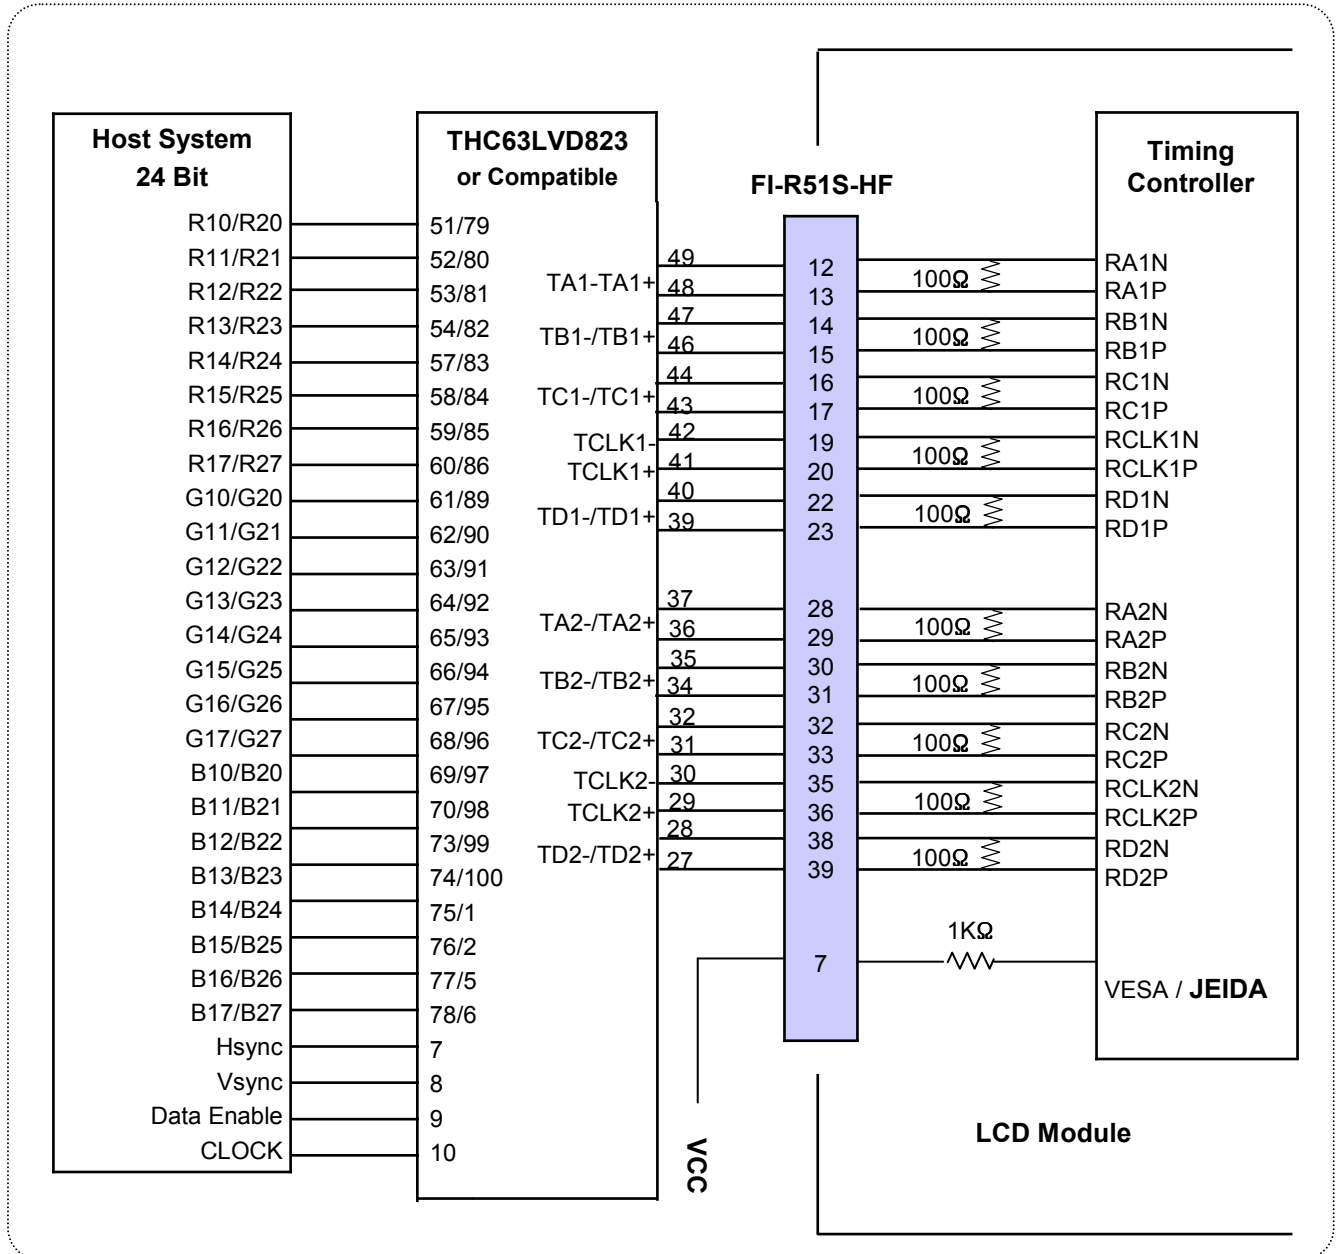 Host System
24 Bit
R10/R20
R11/R21
R12/R22
R13/R23
R14/R24
R15/R25
R16/R26
R17/R27
G10/G20
G11/G21
G12/G22
G13/G23
G14/G24
G15/G25
G16/G26
G17/G27
B10/B20
B11/B21
B12/B22
B13/B23
B14/B24
B15/B25
B16/B26
B17/B27
Hsync
Vsync
Data Enable
CLOCK
THC63LVD823
or Compatible
51/79
52/80
53/81
54/82
57/83
58/84
59/85
60/86
61/89
62/90
63/91
64/92
65/93
66/94
67/95
68/96
69/97
70/98
73/99
74/100
75/1
76/2
77/5
78/6
7
8
9
10
TA1-TA1+
TB1-/TB1+
TC1-/TC1+
TCLK1-
TCLK1+
TD1-/TD1+
TA2-/TA2+
TB2-/TB2+
TC2-/TC2+
TCLK2-
TCLK2+
TD2-/TD2+
49
48
47
46
44
43
42
41
40
39
37
36
35
34
32
31
30
29
28
27
VCC
FI-R51S-HF
12
13
14
15
16
17
19
20
22
23
28
29
30
31
32
33
35
36
38
39
7
100Ω
100Ω
100Ω
100Ω
100Ω
100Ω
100Ω
100Ω
100Ω
100Ω
1KΩ
Timing
Controller
RA1N
RA1P
RB1N
RB1P
RC1N
RC1P
RCLK1N
RCLK1P
RD1N
RD1P
RA2N
RA2P
RB2N
RB2P
RC2N
RC2P
RCLK2N
RCLK2P
RD2N
RD2P
VESA / JEIDA
LCD Module